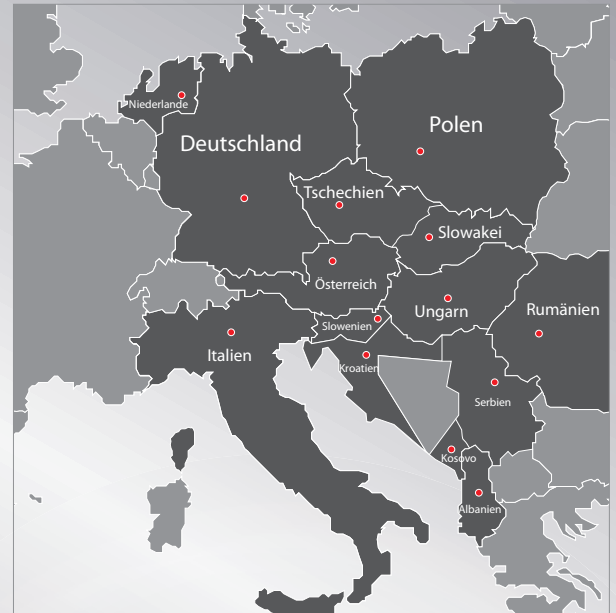 Niederlande
Polen
Deutschland
Tschechien
Slowakei
Österreich
Ungarn
Rumänien
Slowenien
Italien
Kroatien
Serbien
Kosovo
Albanien